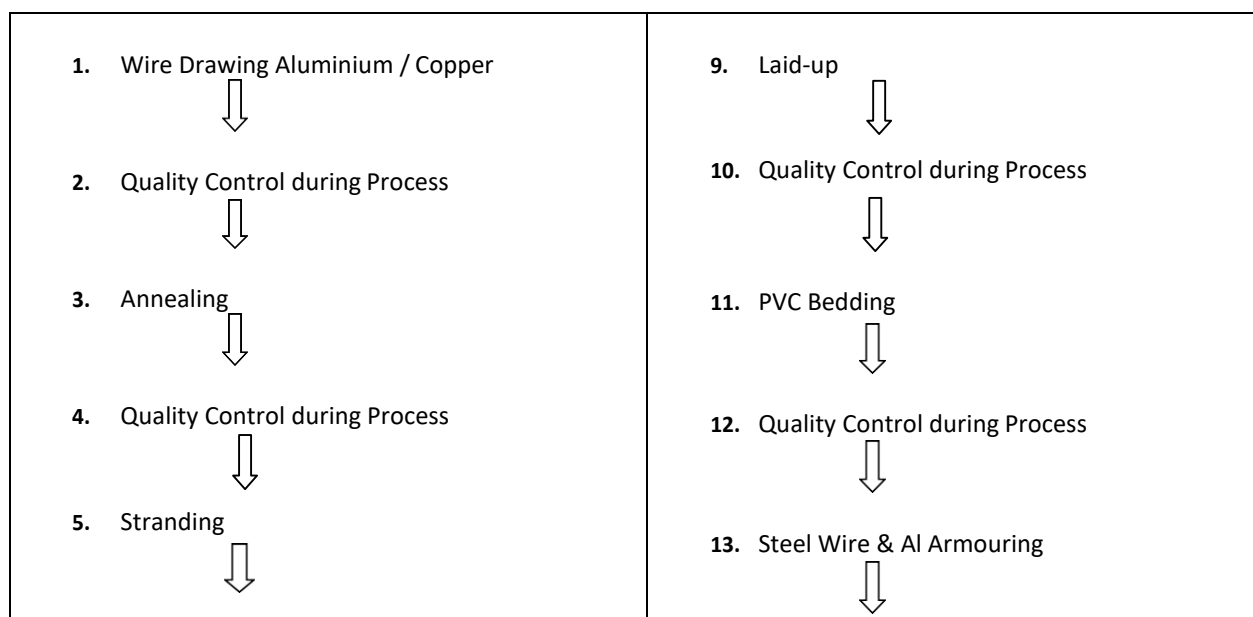 1. Wire Drawing Aluminium / Copper
2. Quality Control during Process
3. Annealing
4. Quality Control during Process
5. Stranding
9. Laid-up
10. Quality Control during Process
11. PVC Bedding
12. Quality Control during Process
13. Steel Wire & Al Armouring